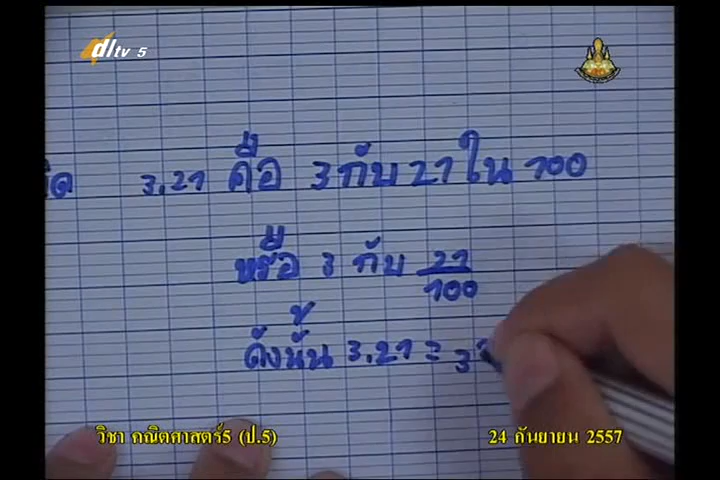 dltv 5
3.21 คือ 3 กับ 21 ใน 100
หรือ 3 กับ 21/100
ดังนั้น 3.21 = 3
วิชา คณิตศาสตร์5 (ป.5)
24 กันยายน 2557